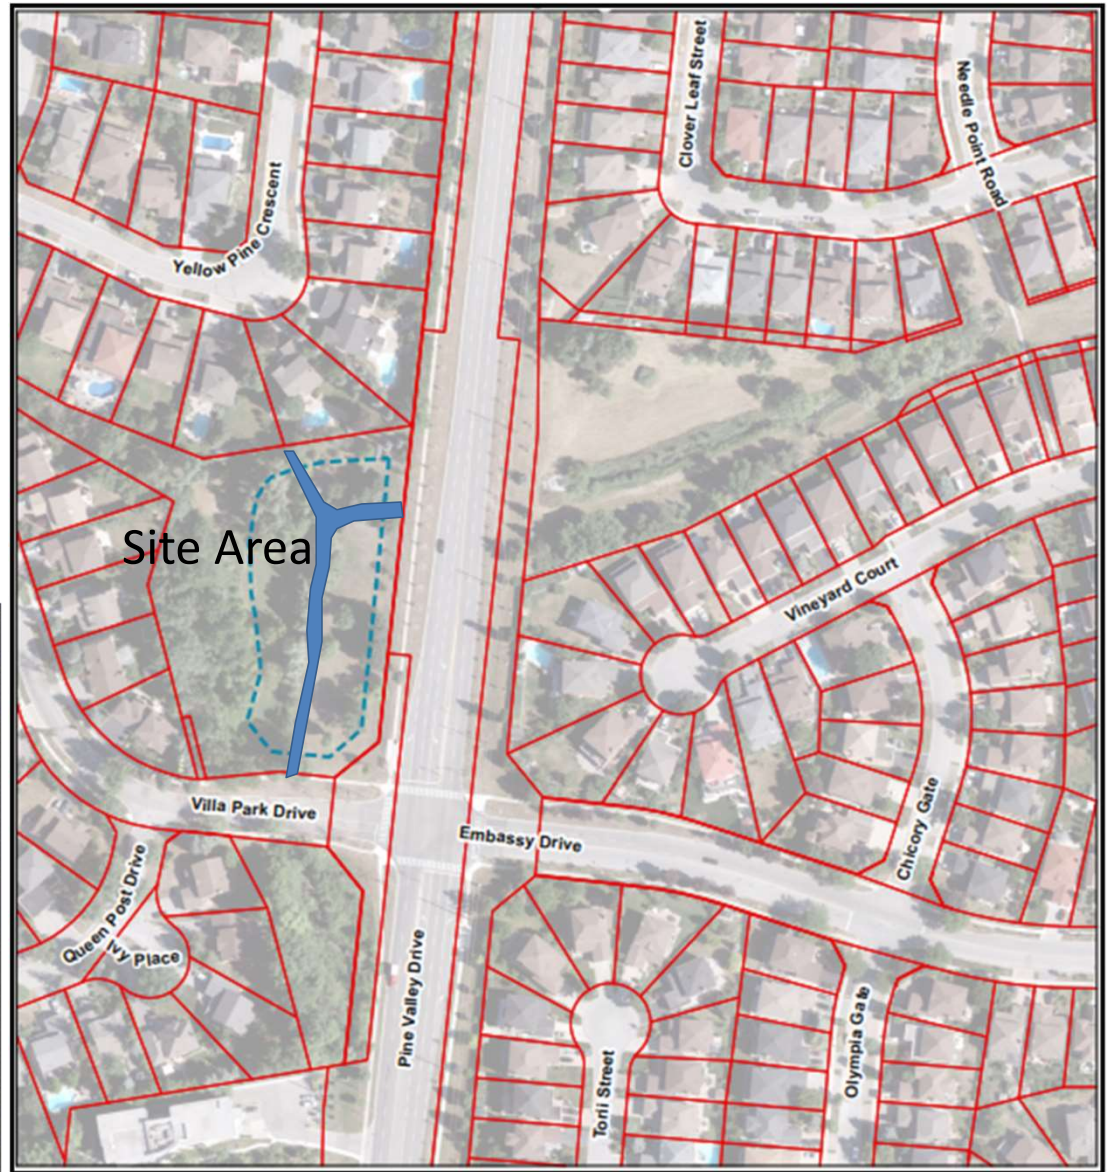 Clover Leaf Street
Needle Point Road
Yellow Pine Crescent
Site Area
Vineyard Court
Chicory Gate
Villa Park Drive
Embassy Drive
Queen Post Drive
Ivy Place
Pine Valley Drive
Olympia Gate
Torii Street